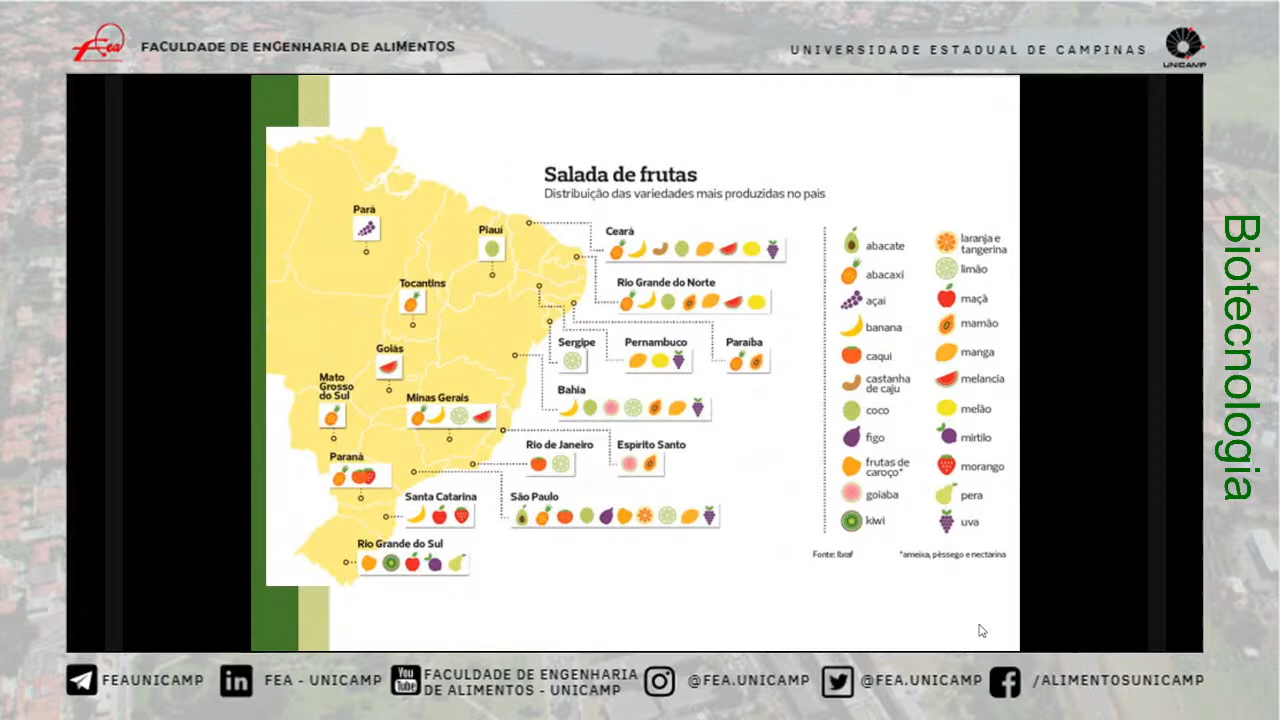 Fea
FACULDADE DE ENGENHARIA DE ALIMENTOS
UNIVERSIDADE ESTADUAL DE CAMPINAS
UNICAMP
Salada de frutas
Distribuição das variedades mais produzidas no país
Pará
Piauí
Ceará
Tocantins
Rio Grande do Norte
Goiás
Sergipe
Pernambuco
Paraíba
Mato
Grosso
do Sul
Minas Gerais
Bahia
Paraná
Rio de Janeiro
Espírito Santo
Santa Catarina
São Paulo
Rio Grande do Sul
abacate
abacaxi
açaí
banana
caqui
castanha
de caju
coco
figo
frutas de
caroço*
goiaba
kiwi
laranja e
tangerina
limão
maçã
mamão
manga
melancia
melão
mirtilo
morango
pera
uva
Fonte: Ibraf
*ameixa, pêssego e nectarina
Biotecnologia
FEAUNICAMP
in
FEA - UNICAMP
You
Tube
FACULDADE DE ENGENHARIA
DE ALIMENTOS - UNICAMP
@FEA.UNICAMP
@FEA.UNICAMP
/ALIMENTOSUNICAMP